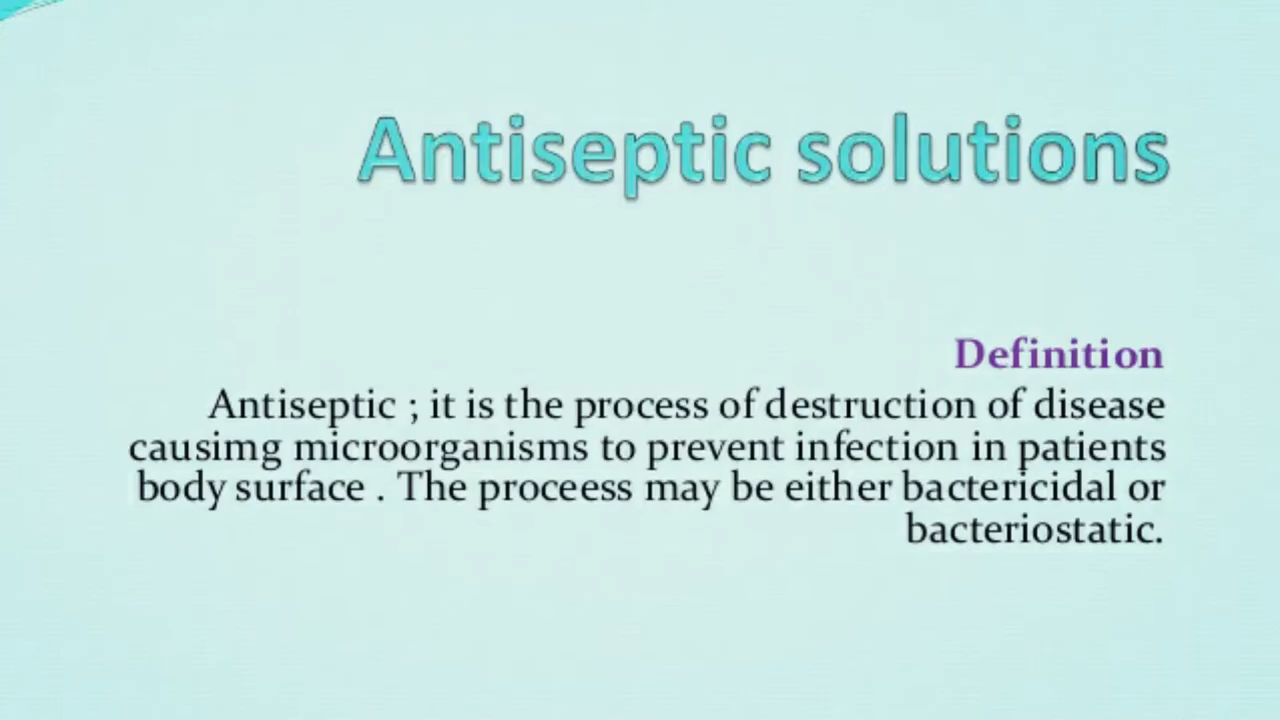 Antiseptic solutions
Definition
Antiseptic ; it is the process of destruction of disease
causimg microorganisms to prevent infection in patients
body surface . The proceess may be either bactericidal or
bacteriostatic.